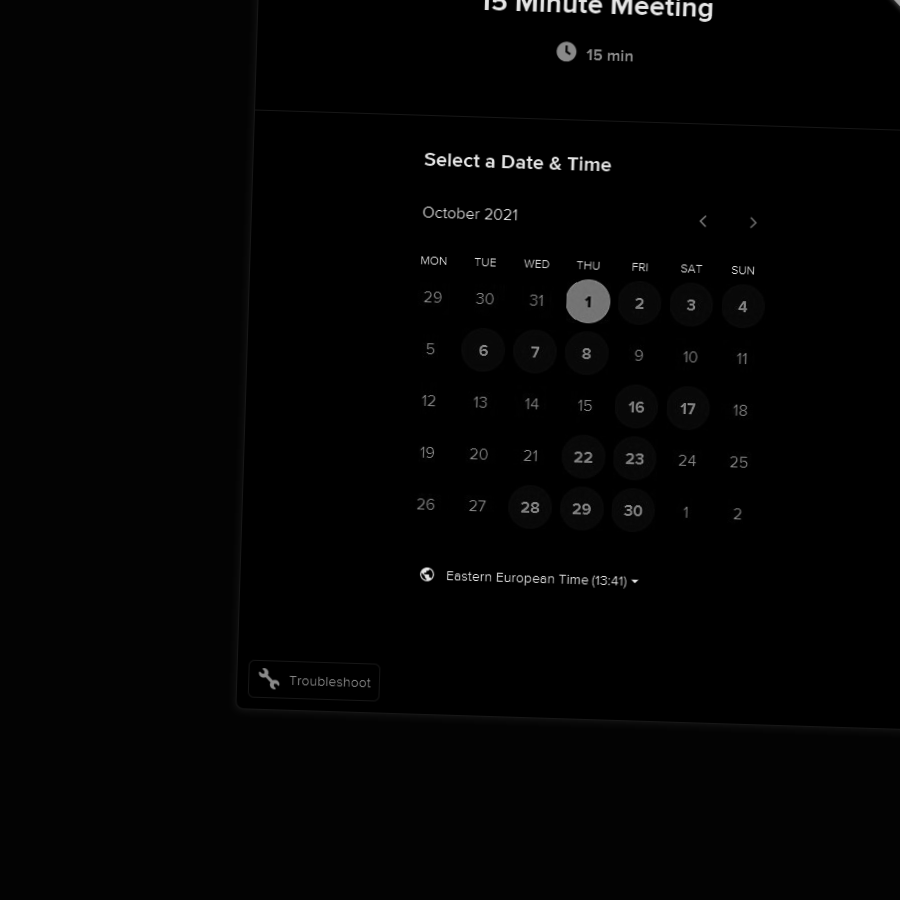 15 Minute Meeting
15 min
Select a Date & Time
October 2021
MON TUE WED THU FRI SAT SUN
29 30 31 1 2 3 4
5 6 7 8 9 10 11
12 13 14 15 16 17 18
19 20 21 22 23 24 25
26 27 28 29 30 1 2
Eastern European Time (13:41)
Troubleshoot